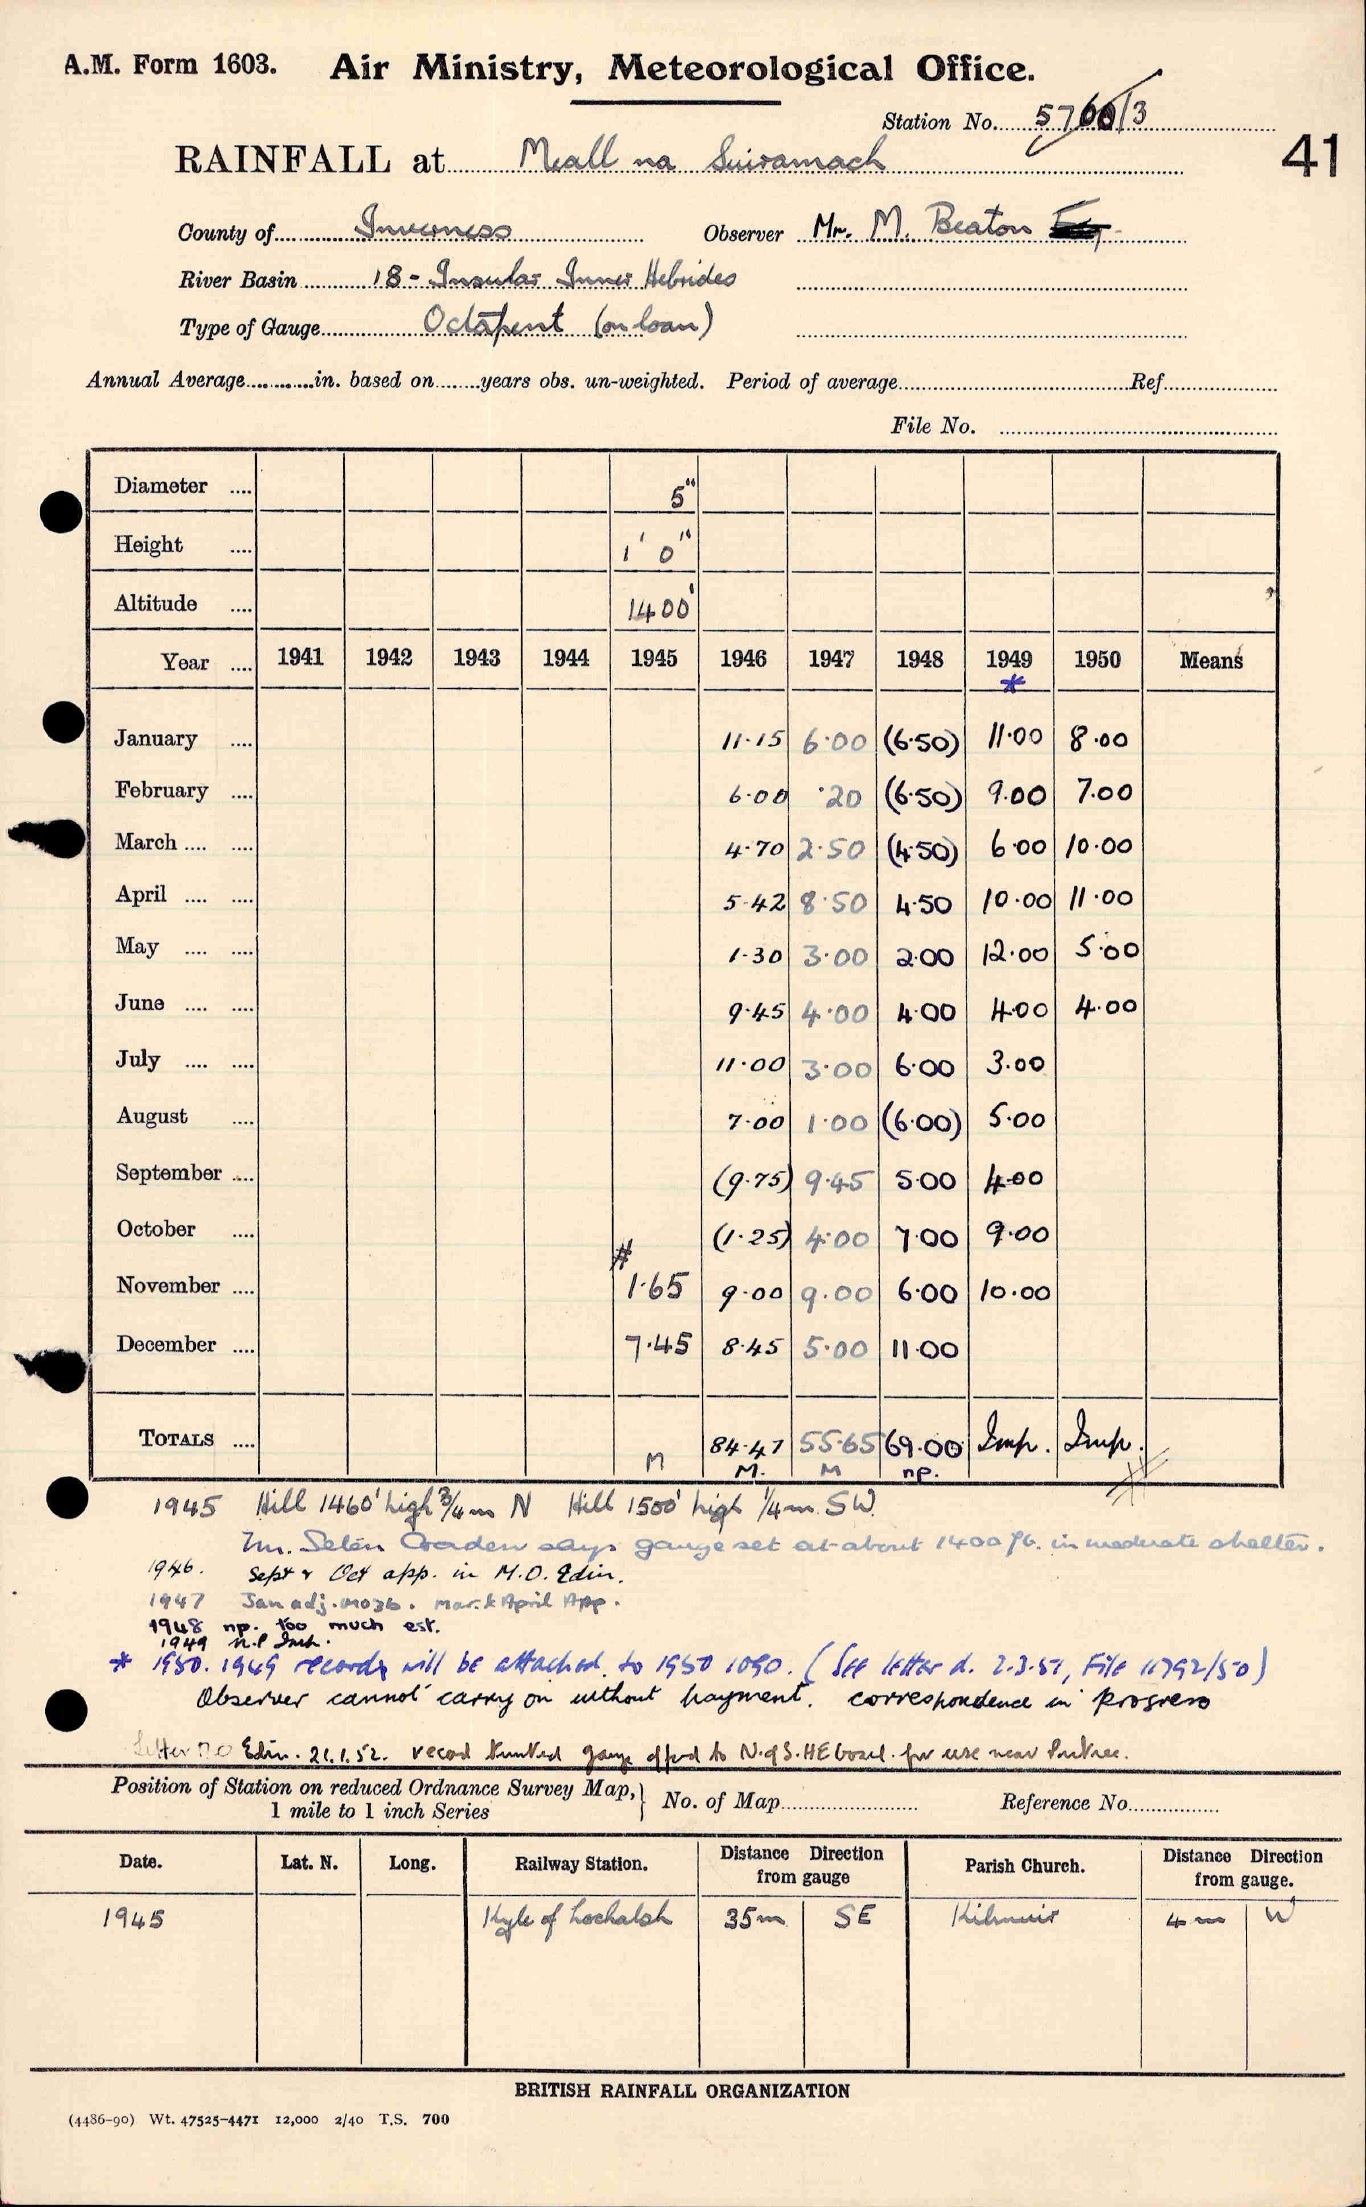 A.M. Form 1603. Air Ministry, Meteorological Office.
Station No. 5760/3
41
RAINFALL at Meall na Suiramach
County of Inverness Observer Mr. M. Beaton
River Basin 18 - Insular Inner Hebrides
Type of Gauge Octapent (on loan)
Annual Average............in. based on.......years obs. un-weighted. Period of average Ref.
File No.
Diameter .... 5"
Height .... 1' 0"
Altitude .... 1400'
Year .... 1941 1942 1943 1944 1945 1946 1947 1948 1949 1950 Means
*
January .... 11.15 6.00 (6.50) 11.00 8.00
February .... 6.00 .20 (6.50) 9.00 7.00
March .... .... 4.70 2.50 (4.50) 6.00 10.00
April .... .... 5.42 8.50 4.50 10.00 11.00
May .... .... 1.30 3.00 2.00 12.00 5.00
June .... .... 9.45 4.00 4.00 4.00 4.00
July .... .... 11.00 3.00 6.00 3.00
August .... 7.00 1.00 (6.00) 5.00
September .... (9.75) 9.45 5.00 4.00
October .... (1.25) 4.00 7.00 9.00
November .... # 1.65 9.00 9.00 6.00 10.00
December .... 7.45 8.45 5.00 11.00
TOTALS .... M 84.47 55.65 69.00 Imp. Imp.
M. M np. #
1945 Hill 1460' high 3/4 m N Hill 1500' high 1/4 m. SW.
Mr. Seton Gordon says gauge set at about 1400 ft. in moderate shelter.
1946. Sept & Oct app. in M.O. Edin.
1947 Jan adj. MO3b. Mar. & April App.
1948 np. too much est.
1949 n.p
* 1950. 1949 records will be attached to 1950 1090. (See letter d. 2.3.51, File 11792/50)
Observer cannot carry on without payment. correspondence in progress
Letter M.O Edin. 21.1.52. record gauge to N.of S.HE board. for use near Portree.
Position of Station on reduced Ordnance Survey Map, } No. of Map Reference No.
1 mile to 1 inch Series
Date. Lat. N. Long. Railway Station. Distance from gauge Direction Parish Church. Distance from gauge. Direction
1945 Kyle of Lochalsh 35m SE Kilmuir 4 m W
BRITISH RAINFALL ORGANIZATION
(4486-90) Wt. 47525-4471 12,000 2/40 T.S. 700